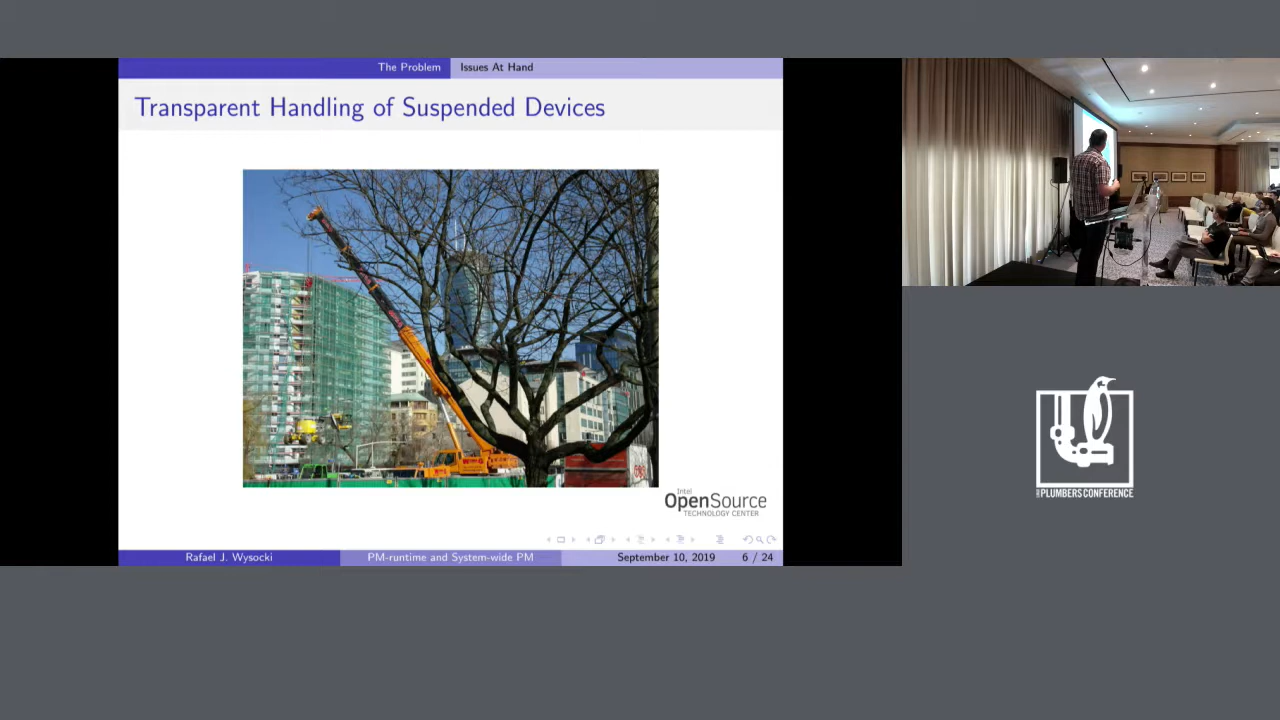 The Problem
Issues At Hand
Transparent Handling of Suspended Devices
Intel
OpenSource
TECHNOLOGY CENTER
Rafael J. Wysocki
PM-runtime and System-wide PM
September 10, 2019
6 / 24
PLUMBERS CONFERENCE